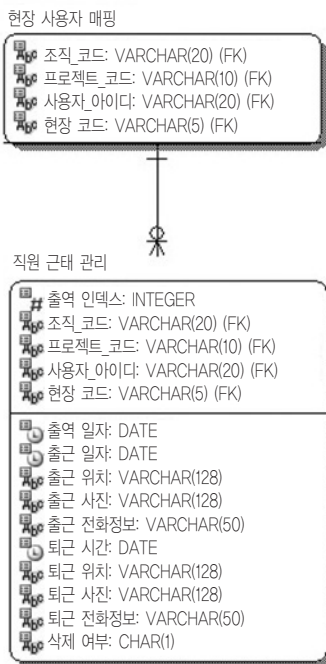 현장 사용자 매핑
조직_코드: VARCHAR(20) (FK)
프로젝트_코드: VARCHAR(10) (FK)
사용자_아이디: VARCHAR(20) (FK)
현장 코드: VARCHAR(5) (FK)
직원 근태 관리
출역 인덱스: INTEGER
조직_코드: VARCHAR(20) (FK)
프로젝트_코드: VARCHAR(10) (FK)
사용자_아이디: VARCHAR(20) (FK)
현장 코드: VARCHAR(5) (FK)
출역 일자: DATE
출근 일자: DATE
출근 위치: VARCHAR(128)
출근 사진: VARCHAR(128)
출근 전화정보: VARCHAR(50)
퇴근 시간: DATE
퇴근 위치: VARCHAR(128)
퇴근 사진: VARCHAR(128)
퇴근 전화정보: VARCHAR(50)
삭제 여부: CHAR(1)